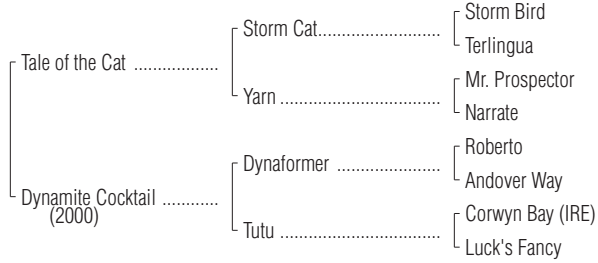 Storm Bird
Storm Cat..........................
Terlingua
Tale of the Cat ..................
Mr. Prospector
Yarn ..................................
Narrate
Roberto
Dynaformer ......................
Andover Way
Dynamite Cocktail ............
(2000)
Corwyn Bay (IRE)
Tutu ..................................
Luck's Fancy